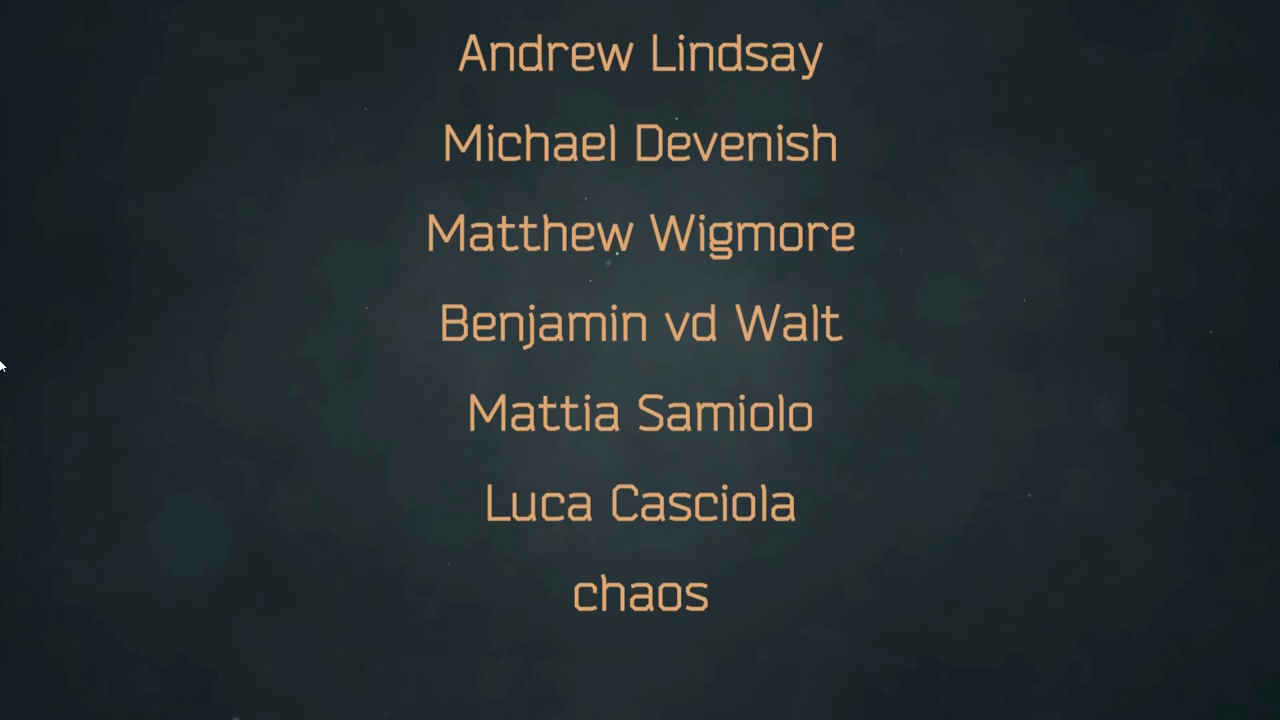 Andrew Lindsay
Michael Devenish
Matthew Wigmore
Benjamin vd Walt
Mattia Samiolo
Luca Casciola
chaos